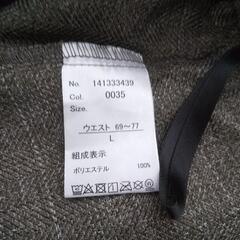 No. 141333439
Col. 0035
Size.
ウエスト 69～77
L
組成表示
ポリエステル 100%